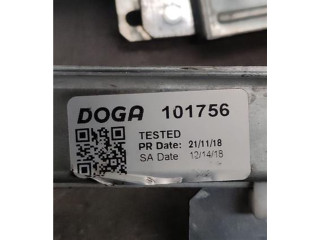 DOGA 101756
TESTED
PR Date: 21/11/18
SA Date 12/14/18